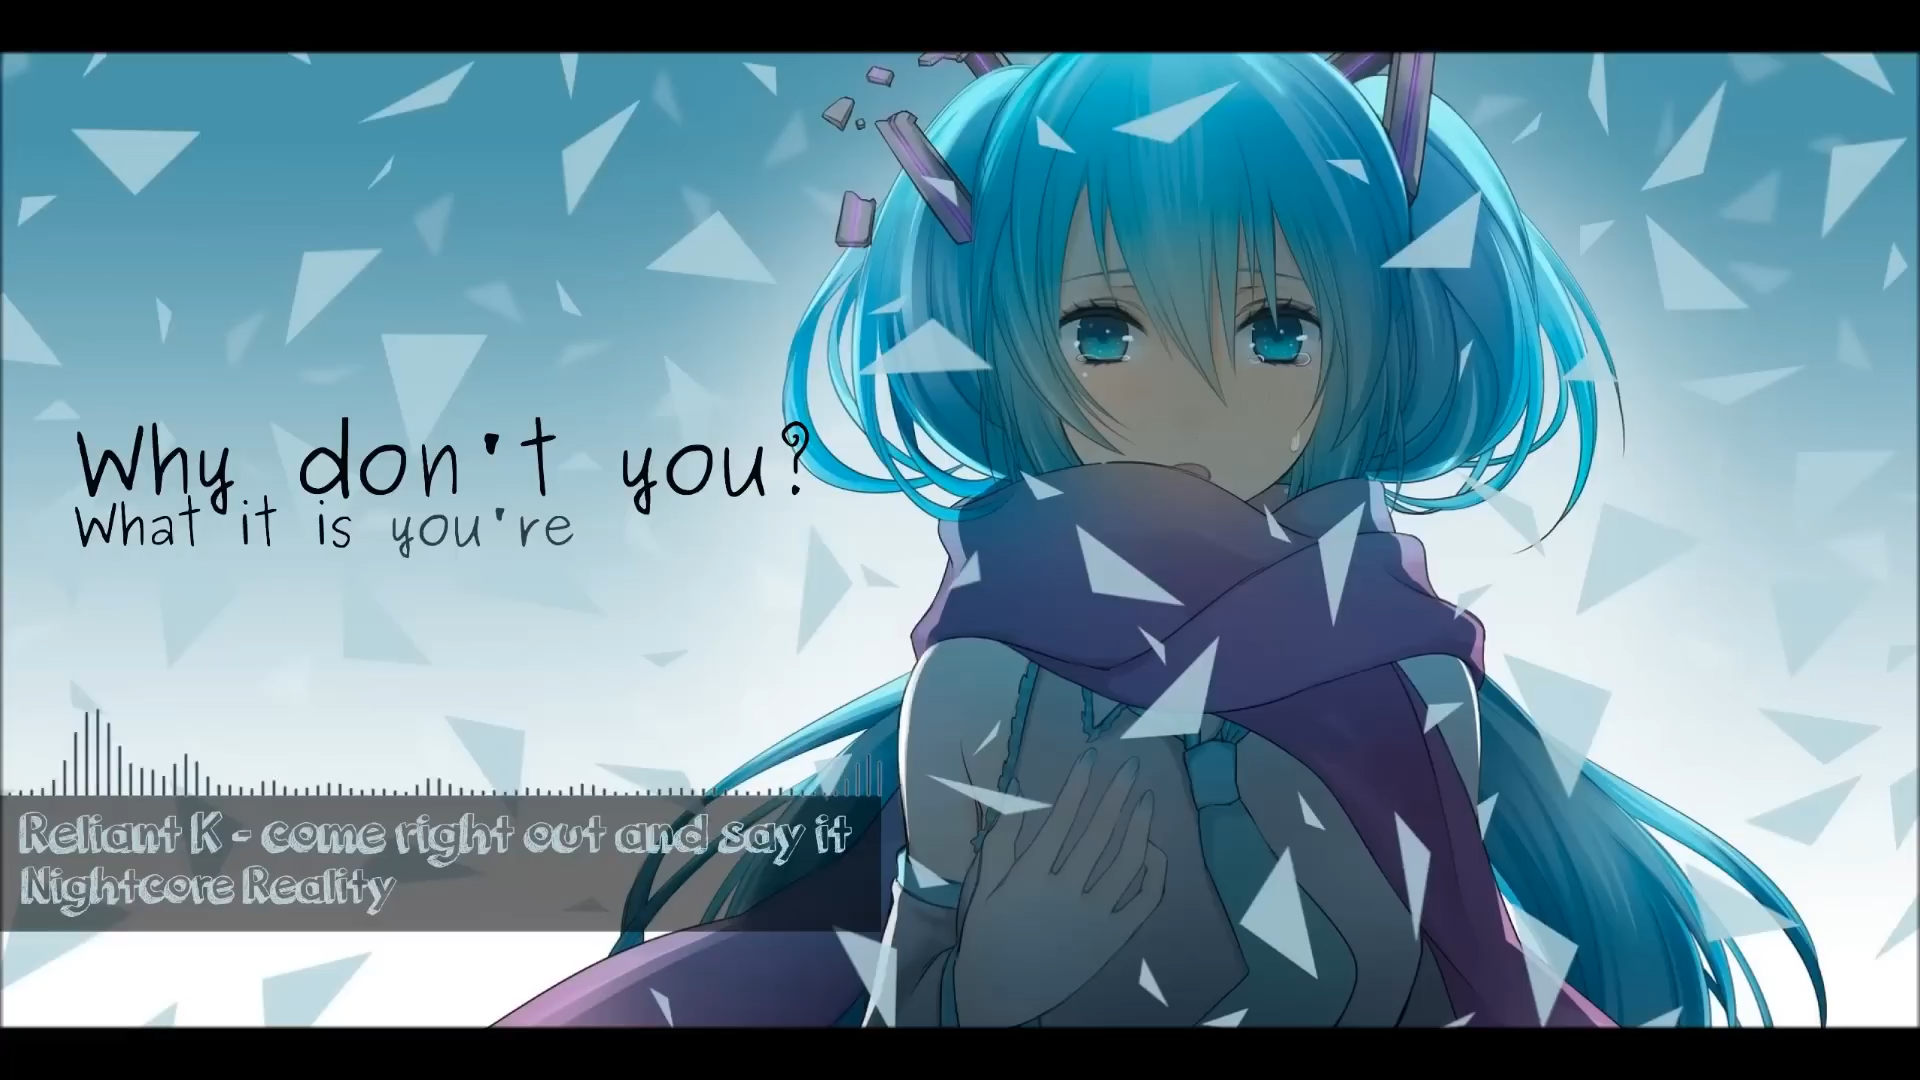 Why don't you?
What it is you're
Reliant K - come right out and say it
Nightcore Reality